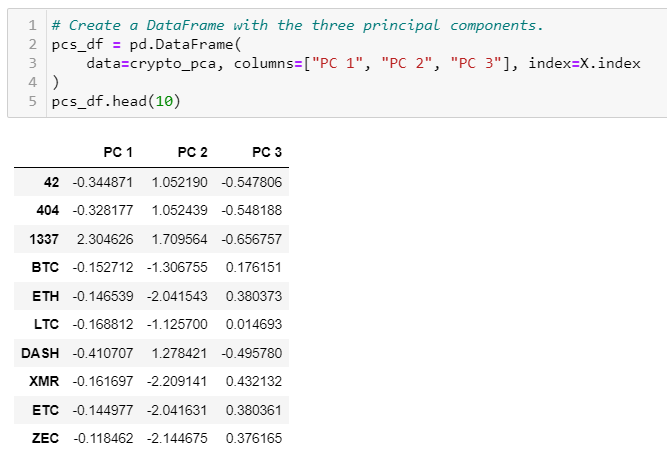 1 # Create a DataFrame with the three principal components.
2 pcs_df = pd.DataFrame(
3     data=crypto_pca, columns=["PC 1", "PC 2", "PC 3"], index=X.index
4 )
5 pcs_df.head(10)
PC 1 PC 2 PC 3
42 -0.344871 1.052190 -0.547806
404 -0.328177 1.052439 -0.548188
1337 2.304626 1.709564 -0.656757
BTC -0.152712 -1.306755 0.176151
ETH -0.146539 -2.041543 0.380373
LTC -0.168812 -1.125700 0.014693
DASH -0.410707 1.278421 -0.495780
XMR -0.161697 -2.209141 0.432132
ETC -0.144977 -2.041631 0.380361
ZEC -0.118462 -2.144675 0.376165